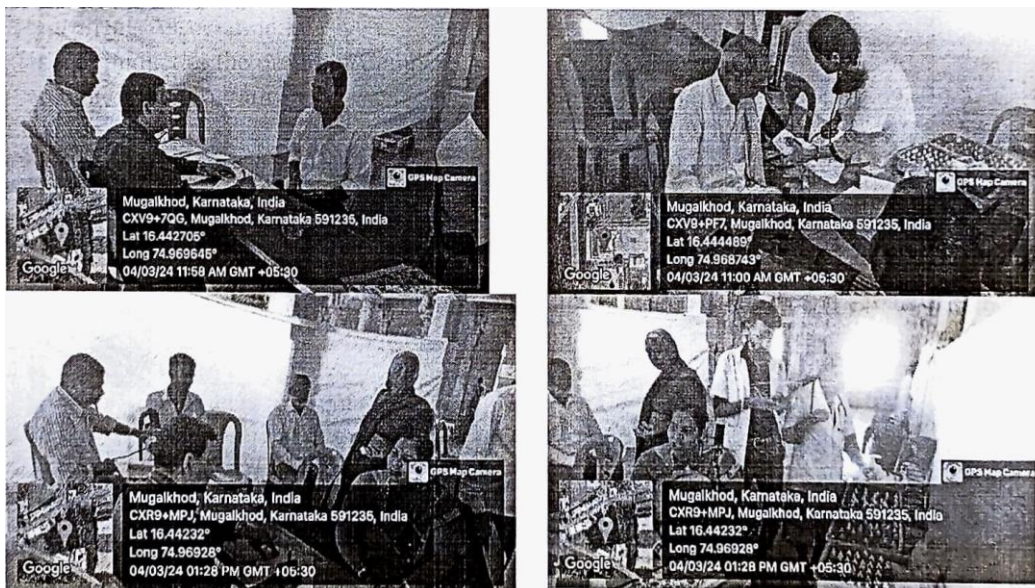 GPS Map Camera
Mugalkhod, Karnataka, India
CXV9+7QG, Mugalkhod, Karnataka 591235, India
Lat 16.442705°
Long 74.969645°
04/03/24 11:58 AM GMT +05:30
Google
GPS Map Camera
Mugalkhod, Karnataka, India
CXV9+PF7, Mugalkhod, Karnataka 591235, India
Lat 16.444489°
Long 74.968743°
04/03/24 11:00 AM GMT +05:30
Google
GPS Map Camera
Mugalkhod, Karnataka, India
CXR9+MPJ, Mugalkhod, Karnataka 591235, India
Lat 16.44232°
Long 74.96928°
04/03/24 01:28 PM GMT +05:30
Google
GPS Map Camera
Mugalkhod, Karnataka, India
CXR9+MPJ, Mugalkhod, Karnataka 591235, India
Lat 16.44232°
Long 74.96928°
04/03/24 01:28 PM GMT +05:30
Google